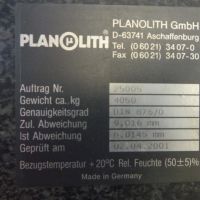 PLANOLITH GmbH
D-63741 Aschaffenburg
Tel. (0 60 21) 34 07-0
Fax (0 60 21) 34 07-30
PLANOLITH
Auftrag Nr. 25005
Gewicht ca. kg 4050
Genauigkeitsgrad DIN 876/0
Zul. Abweichung 0,016 mm
Ist Abweichung 0,0145 mm
Geprüft am 02.04.2001
Bezugstemperatur +20°C Rel. Feuchte (50±5)%
Made in Germany